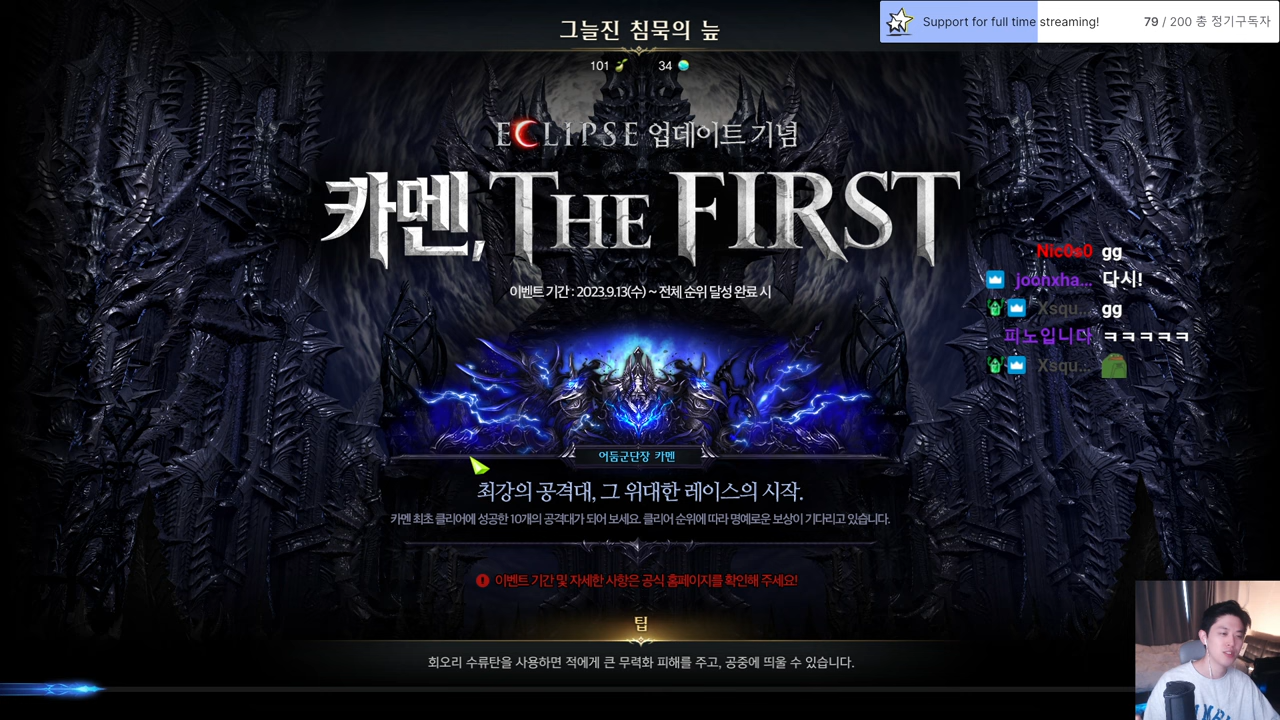 그늘진 침묵의 늪
Support for full time streaming! 79 / 200 총 정기구독자
101 34
ECLIPSE 업데이트 기념
카멘, THE FIRST
이벤트 기간 : 2023.9.13(수) ~ 전체 순위 달성 완료 시
Nic0s0 gg
joonxha... 다시!
Xsqu... gg
피노입니다 ㅋㅋㅋㅋㅋ
Xsqu...
어둠군단장 카멘
최강의 공격대, 그 위대한 레이스의 시작.
카멘 최초 클리어에 성공한 10개의 공격대가 되어 보세요. 클리어 순위에 따라 명예로운 보상이 기다리고 있습니다.
이벤트 기간 및 자세한 사항은 공식 홈페이지를 확인해 주세요!
팁
회오리 수류탄을 사용하면 적에게 큰 무력화 피해를 주고, 공중에 띄울 수 있습니다.